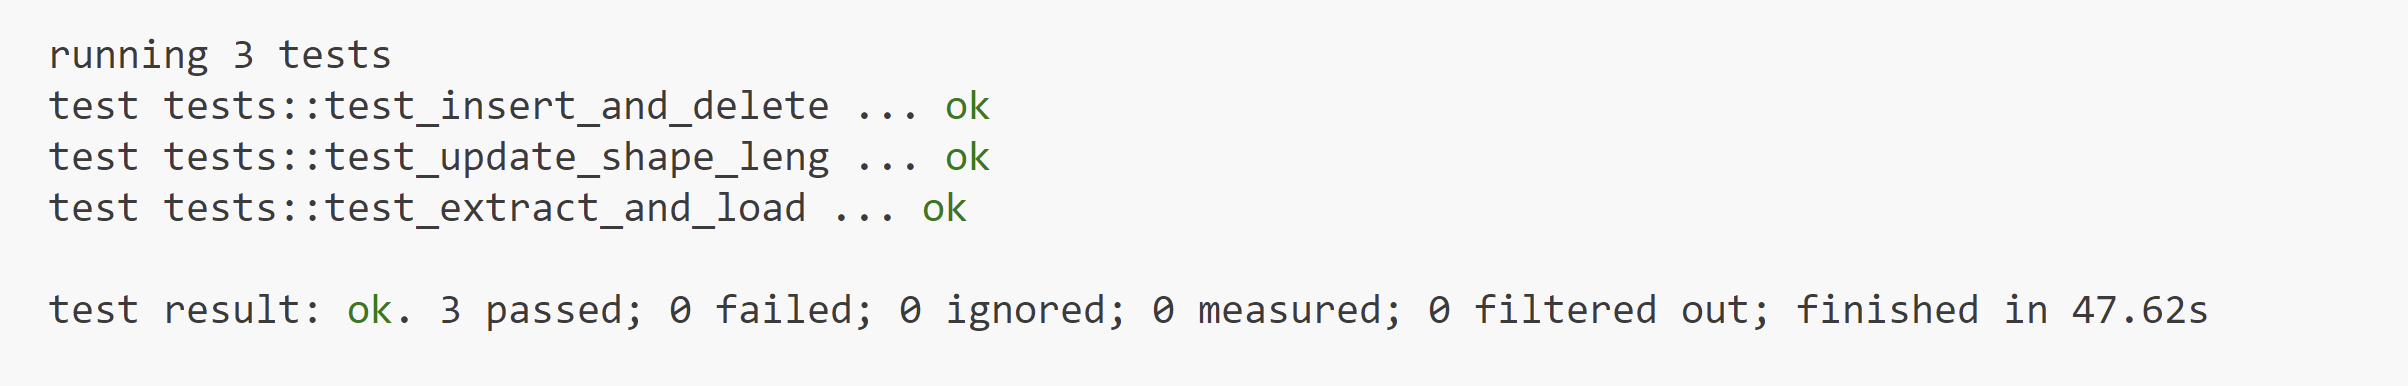 running 3 tests
test tests::test_insert_and_delete ... ok
test tests::test_update_shape_leng ... ok
test tests::test_extract_and_load ... ok
test result: ok. 3 passed; 0 failed; 0 ignored; 0 measured; 0 filtered out; finished in 47.62s